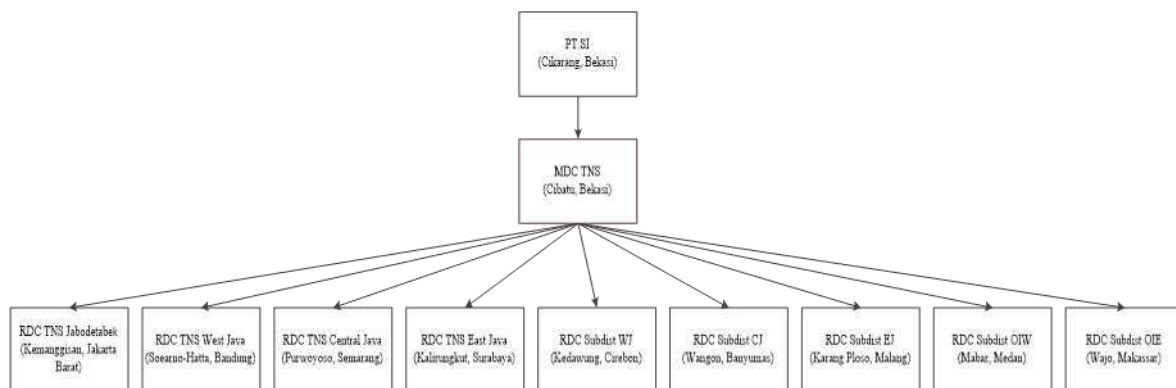 PT SI
(Cikarang, Bekasi)
MDC TNS
(Cibatu, Bekasi)
RDC TNS Jabodetabek
(Kemanggisan, Jakarta
Barat)
RDC TNS West Java
(Soearno-Hatta, Bandung)
RDC TNS Central Java
(Purwoyoso, Semarang)
RDC TNS East Java
(Kalirungkut, Surabaya)
RDC Subdist WJ
(Kedawung, Cirebon)
RDC Subdist CJ
(Wangon, Banyumas)
RDC Subdist EJ
(Karang Ploso, Malang)
RDC Subdist OIW
(Mabar, Medan)
RDC Subdist OIE
(Wajo, Makassar)